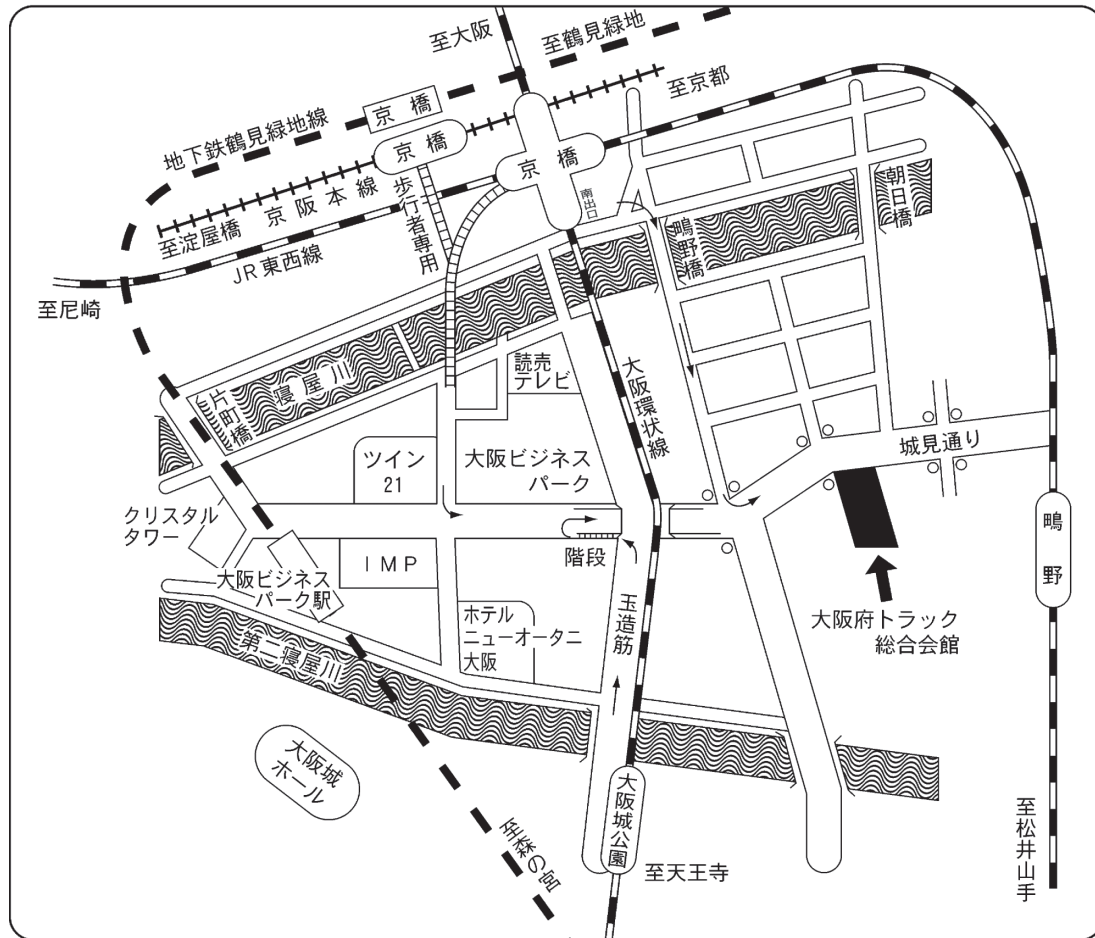 至大阪
至鶴見緑地
至京都
京橋
地下鉄鶴見緑地線
京橋
京橋
京阪本線
至淀屋橋
歩行者専用
南出口
朝日橋
鴫野橋
JR東西線
至尼崎
読売
テレビ
大阪環状線
寝屋川
片町橋
城見通り
ツイン
21
大阪ビジネス
パーク
クリスタル
タワー
階段
IMP
鴫野
大阪ビジネス
パーク駅
大阪府トラック
総合会館
ホテル
ニューオータニ
大阪
玉造筋
第二寝屋川
大阪城
ホール
大阪城公園
至松井山手
至森の宮
至天王寺